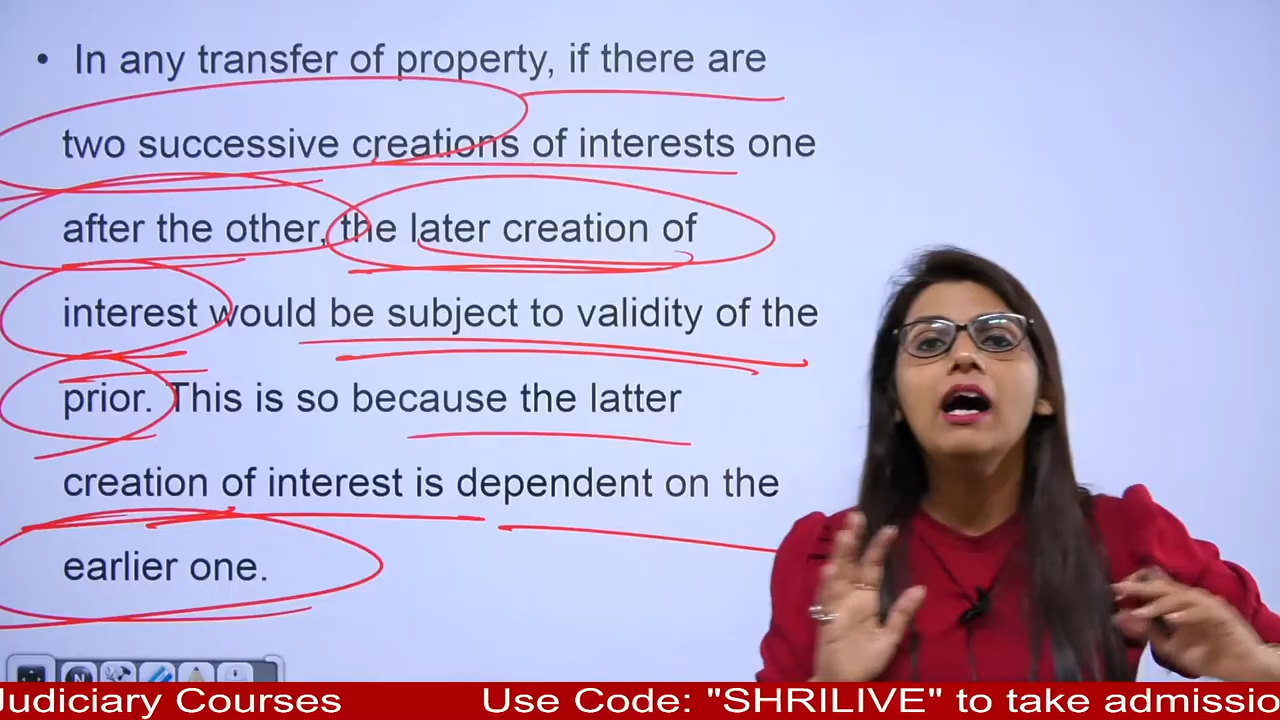 • In any transfer of property, if there are
two successive creations of interests one
after the other, the later creation of
interest would be subject to validity of the
prior. This is so because the latter
creation of interest is dependent on the
earlier one.
Judiciary Courses Use Code: "SHRILIVE" to take admissio